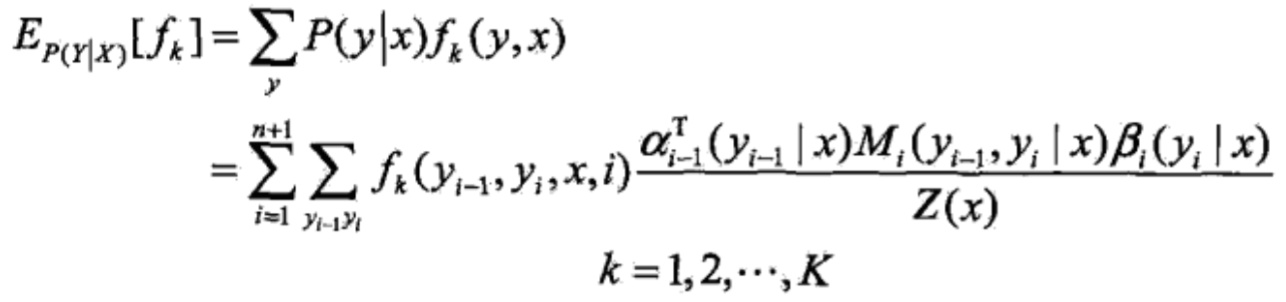 E_{P(Y|X)}[f_k] = \sum_y P(y|x) f_k(y, x)
= \sum_{i=1}^{n+1} \sum_{y_{i-1} y_i} f_k(y_{i-1}, y_i, x, i) \frac{\alpha_{i-1}^{T}(y_{i-1} | x) M_i(y_{i-1}, y_i | x) \beta_i(y_i | x)}{Z(x)}
k = 1, 2, \cdots, K